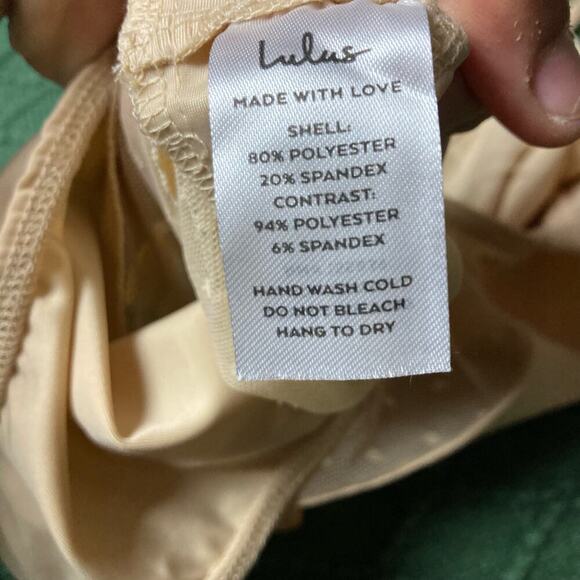 Lulus
MADE WITH LOVE
SHELL:
80% POLYESTER
20% SPANDEX
CONTRAST:
94% POLYESTER
6% SPANDEX
HAND WASH COLD
DO NOT BLEACH
HANG TO DRY